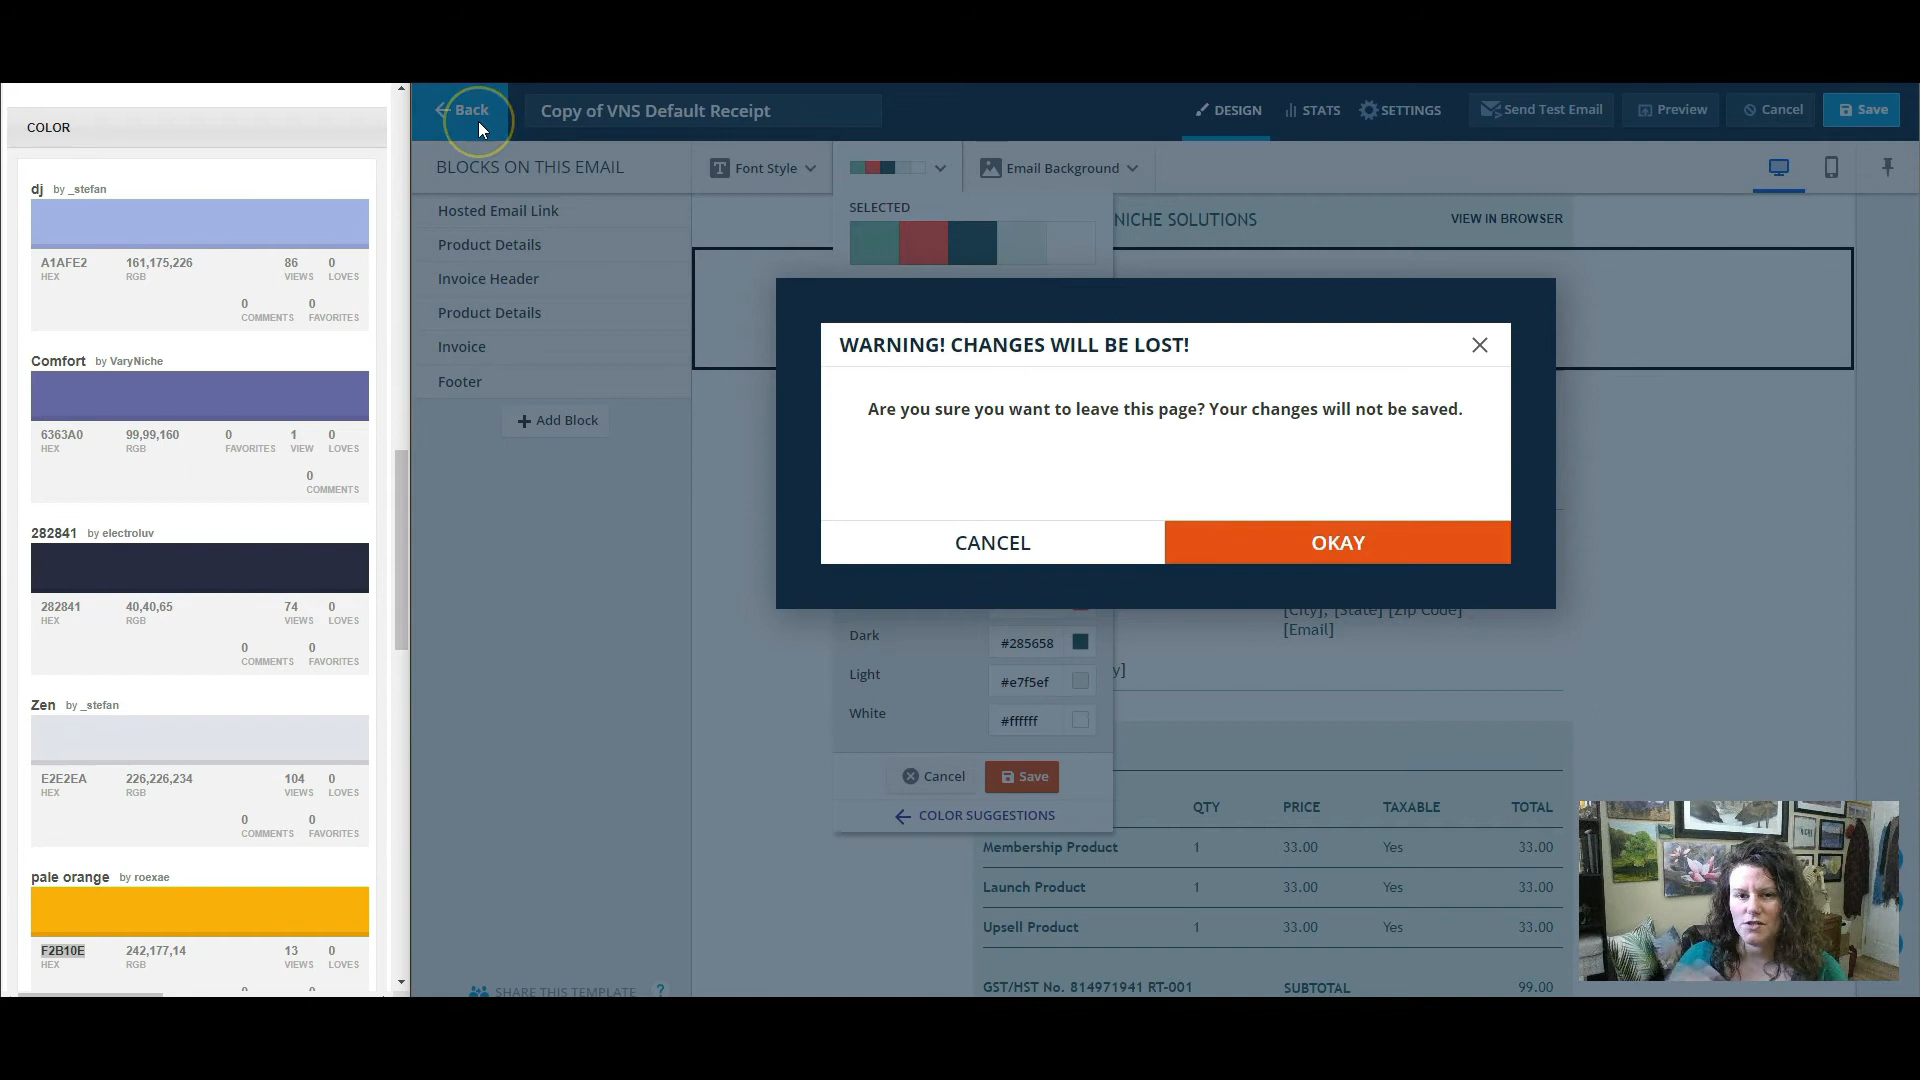 COLOR
dj by _stefan
A1AFE2 161,175,226 86 0
HEX RGB VIEWS LOVES
0 0
COMMENTS FAVORITES
Comfort by VaryNiche
6363A0 99,99,160 0 1 0
HEX RGB FAVORITES VIEW LOVES
0
COMMENTS
282841 by electroluv
282841 40,40,65 74 0
HEX RGB VIEWS LOVES
0 0
COMMENTS FAVORITES
Zen by _stefan
E2E2EA 226,226,234 104 0
HEX RGB VIEWS LOVES
0 0
COMMENTS FAVORITES
pale orange by roexae
F2B10E 242,177,14 13 0
HEX RGB VIEWS LOVES
Back Copy of VNS Default Receipt DESIGN STATS SETTINGS Send Test Email Preview Cancel Save
BLOCKS ON THIS EMAIL Font Style Email Background
Hosted Email Link
Product Details
Invoice Header
Product Details
Invoice
Footer
Add Block
SHARE THIS TEMPLATE ?
SELECTED
NICHE SOLUTIONS VIEW IN BROWSER
WARNING! CHANGES WILL BE LOST!
Are you sure you want to leave this page? Your changes will not be saved.
CANCEL OKAY
Dark #285658
Light #e7f5ef
White #ffffff
Cancel Save
COLOR SUGGESTIONS
[City], [State] [Zip Code]
[Email]
y]
QTY PRICE TAXABLE TOTAL
Membership Product 1 33.00 Yes 33.00
Launch Product 1 33.00 Yes 33.00
Upsell Product 1 33.00 Yes 33.00
GST/HST No. 814971941 RT-001 SUBTOTAL 99.00